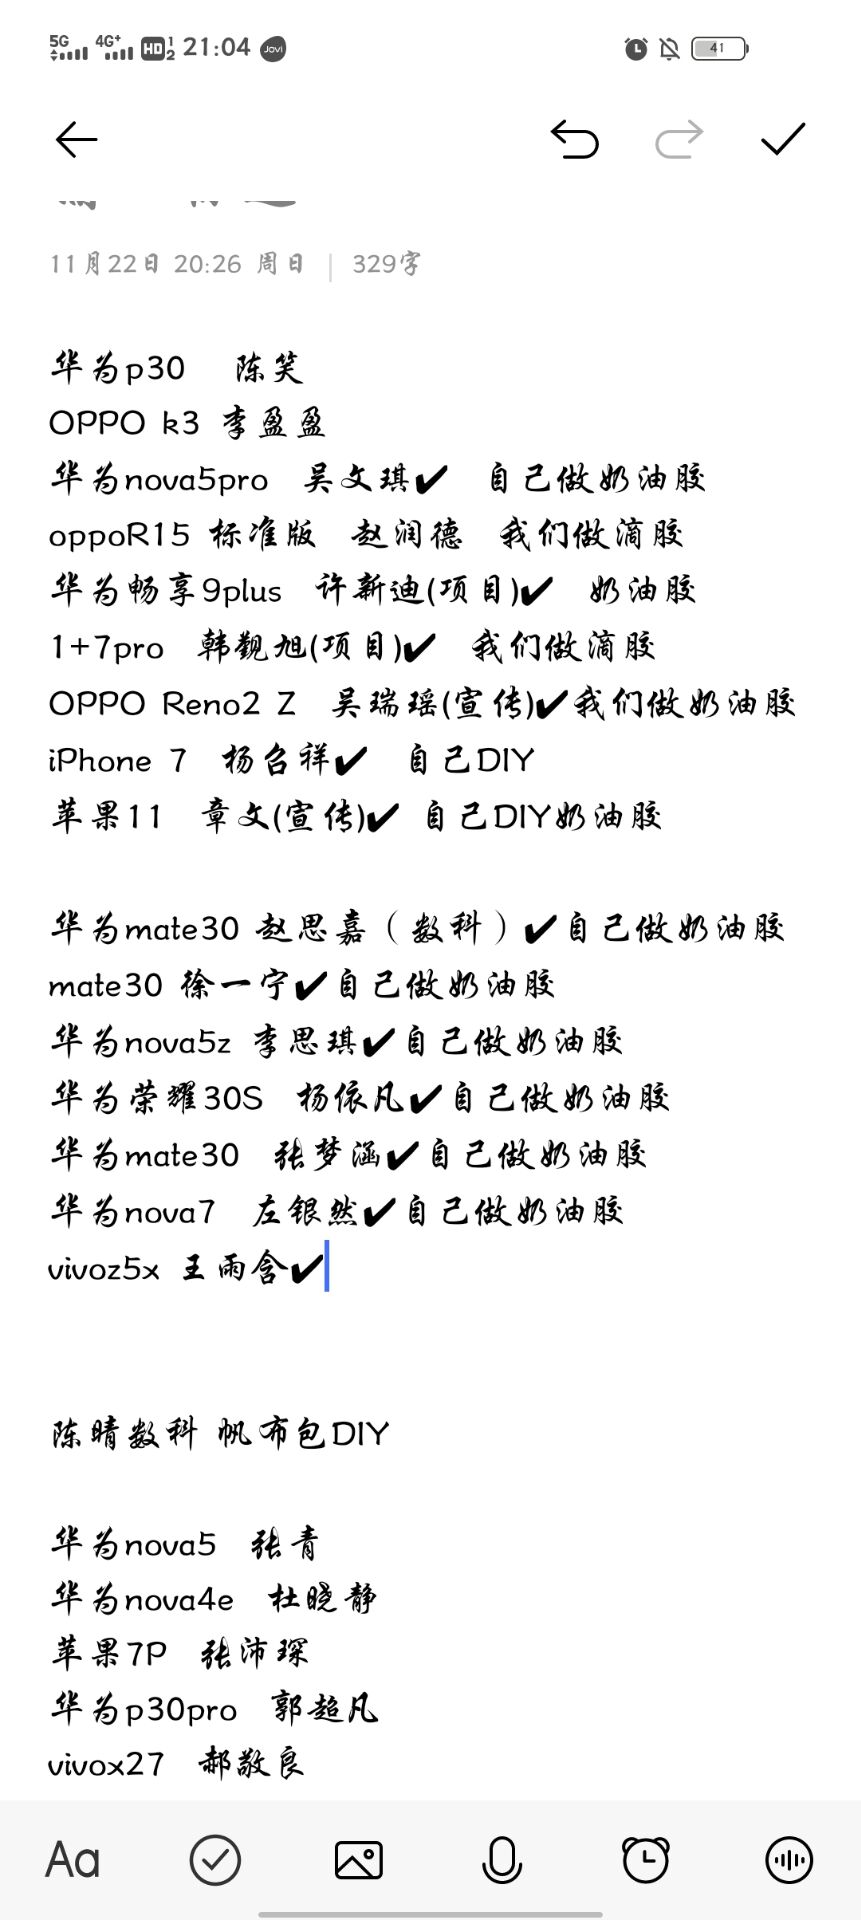 5G 4G+ HD 1 2 21:04 Jovi 41
11月22日 20:26 周日 | 329字
华为p30 陈笑
OPPO k3 李盈盈
华为nova5pro 吴文琪✔ 自己做奶油胶
oppoR15 标准版 赵润德 我们做滴胶
华为畅享9plus 许新迪(项目)✔ 奶油胶
1+7pro 韩觐旭(项目)✔ 我们做滴胶
OPPO Reno2 Z 吴瑞瑶(宣传)✔我们做奶油胶
iPhone 7 杨召祥✔ 自己DIY
苹果11 章文(宣传)✔ 自己DIY奶油胶
华为mate30 赵思嘉（数科）✔自己做奶油胶
mate30 徐一宁✔自己做奶油胶
华为nova5z 李思琪✔自己做奶油胶
华为荣耀30S 杨依凡✔自己做奶油胶
华为mate30 张梦涵✔自己做奶油胶
华为nova7 左银然✔自己做奶油胶
vivoz5x 王雨含✔
陈晴数科 帆布包DIY
华为nova5 张青
华为nova4e 杜晓静
苹果7P 张沛琛
华为p30pro 郭超凡
vivox27 郝敬良
Aa